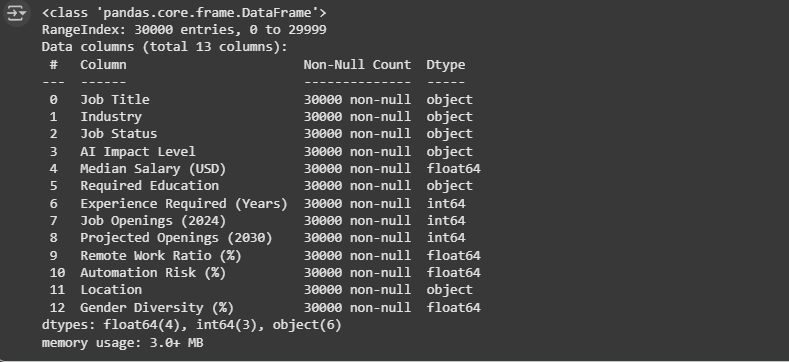 <class 'pandas.core.frame.DataFrame'>
RangeIndex: 30000 entries, 0 to 29999
Data columns (total 13 columns):
 #   Column                       Non-Null Count  Dtype
---  ------                       --------------  -----
 0   Job Title                    30000 non-null  object
 1   Industry                     30000 non-null  object
 2   Job Status                   30000 non-null  object
 3   AI Impact Level              30000 non-null  object
 4   Median Salary (USD)          30000 non-null  float64
 5   Required Education           30000 non-null  object
 6   Experience Required (Years)  30000 non-null  int64
 7   Job Openings (2024)          30000 non-null  int64
 8   Projected Openings (2030)    30000 non-null  int64
 9   Remote Work Ratio (%)        30000 non-null  float64
 10  Automation Risk (%)          30000 non-null  float64
 11  Location                     30000 non-null  object
 12  Gender Diversity (%)         30000 non-null  float64
dtypes: float64(4), int64(3), object(6)
memory usage: 3.0+ MB